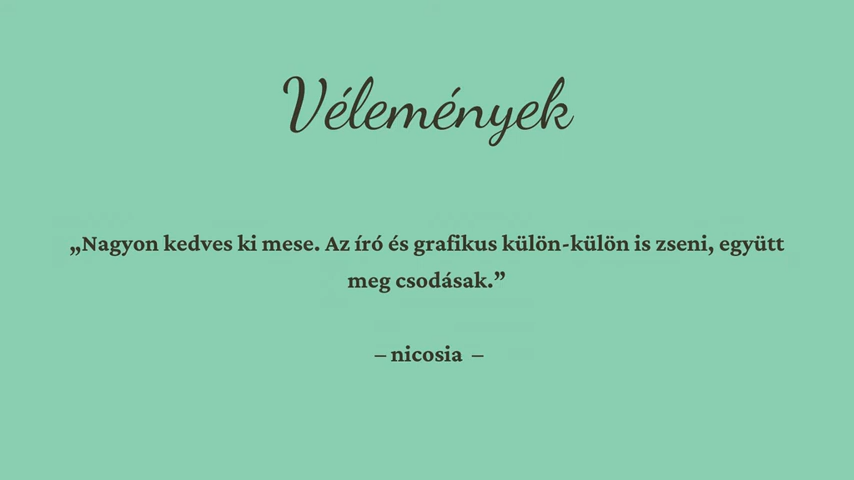 Vélemények
„Nagyon kedves ki mese. Az író és grafikus külön-külön is zseni, együtt
meg csodásak.”
– nicosia –